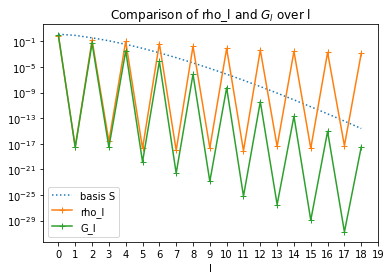 Comparison of rho_l and G_l over l
10^-1
10^-5
10^-9
10^-13
10^-17
10^-21
10^-25
10^-29
basis S
rho_l
G_l
0 1 2 3 4 5 6 7 8 9 10 11 12 13 14 15 16 17 18 19
l